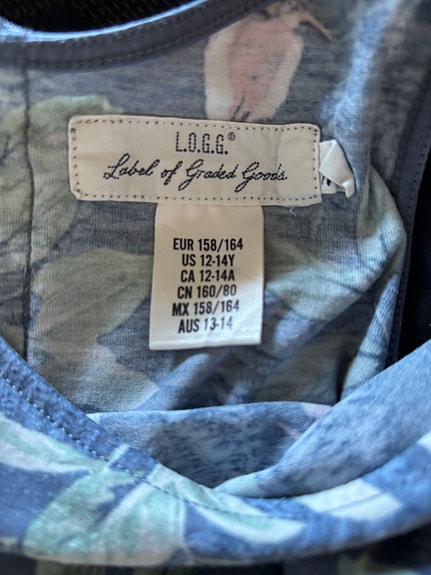 L.O.G.G.®
Label of Graded Goods
EUR 158/164
US 12-14Y
CA 12-14A
CN 160/80
MX 158/164
AUS 13-14